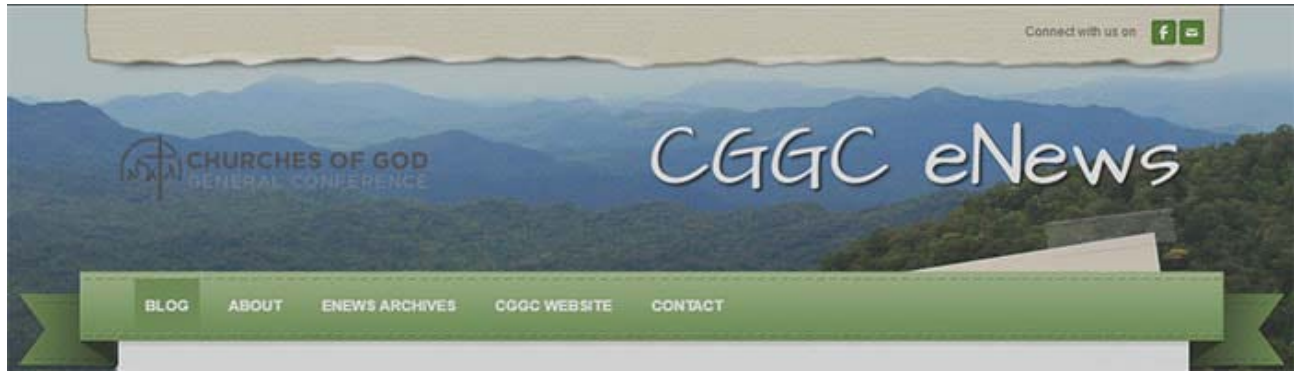 Connect with us on
CHURCHES OF GOD
GENERAL CONFERENCE
CGGC eNews
BLOG ABOUT ENEWS ARCHIVES CGGC WEBSITE CONTACT